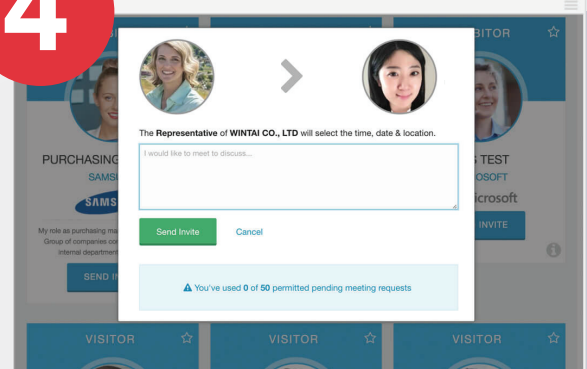 4
VISITOR
The Representative of WINTAI CO., LTD will select the time, date & location.
I would like to meet to discuss...
PURCHASING
SAMS
SAMS
TEST
OSOFT
icrosoft
INVITE
My role as purchasing ma
Group of companies co
internal department
SEND IN
Send Invite
Cancel
You've used 0 of 50 permitted pending meeting requests
VISITOR
VISITOR
VISITOR